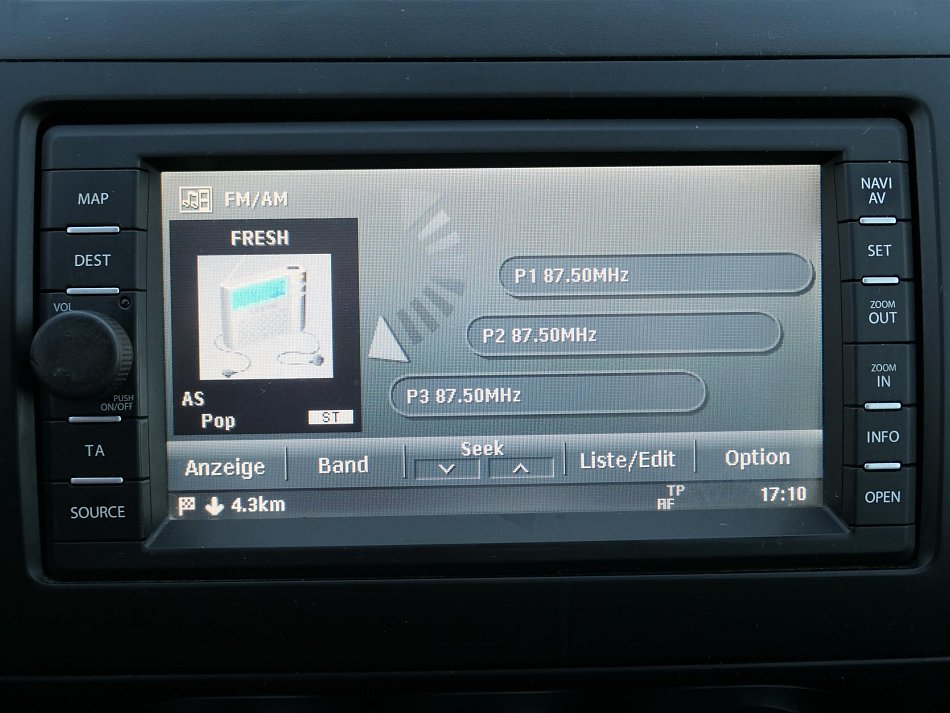 MAP
DEST
VOL
PUSH
ON/OFF
TA
SOURCE
FM/AM
FRESH
AS
Pop
ST
P1 87.50MHz
P2 87.50MHz
P3 87.50MHz
Anzeige
Band
Seek
Liste/Edit
Option
4.3km
TP
AF
17:10
NAVI
AV
SET
ZOOM
OUT
ZOOM
IN
INFO
OPEN